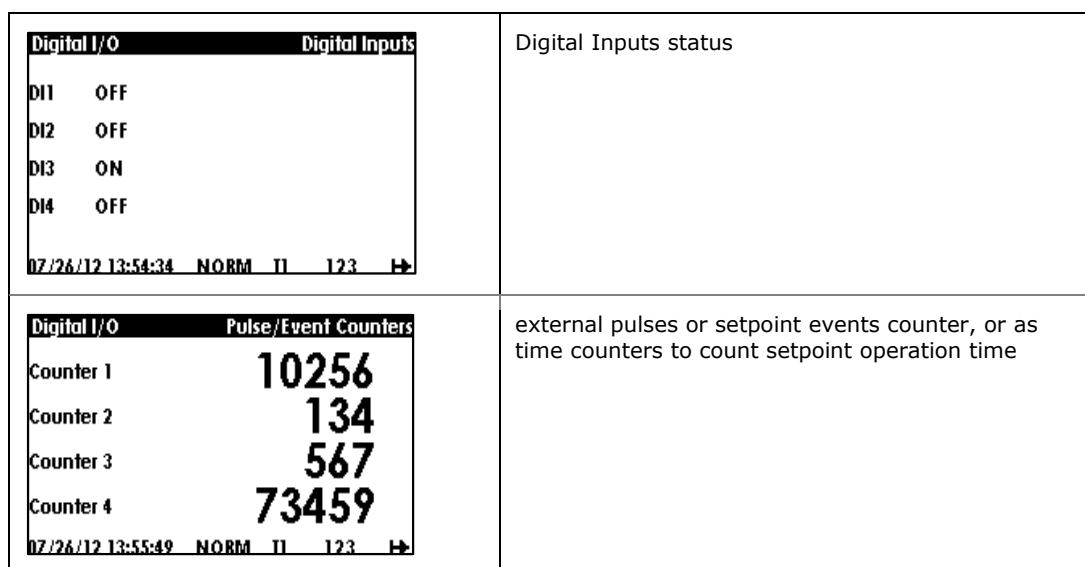 Digital I/O Digital Inputs
DI1 OFF
DI2 OFF
DI3 ON
DI4 OFF
07/26/12 13:54:34 NORM T1 123
Digital Inputs status
Digital I/O Pulse/Event Counters
Counter 1 10256
Counter 2 134
Counter 3 567
Counter 4 73459
07/26/12 13:55:49 NORM T1 123
external pulses or setpoint events counter, or as
time counters to count setpoint operation time